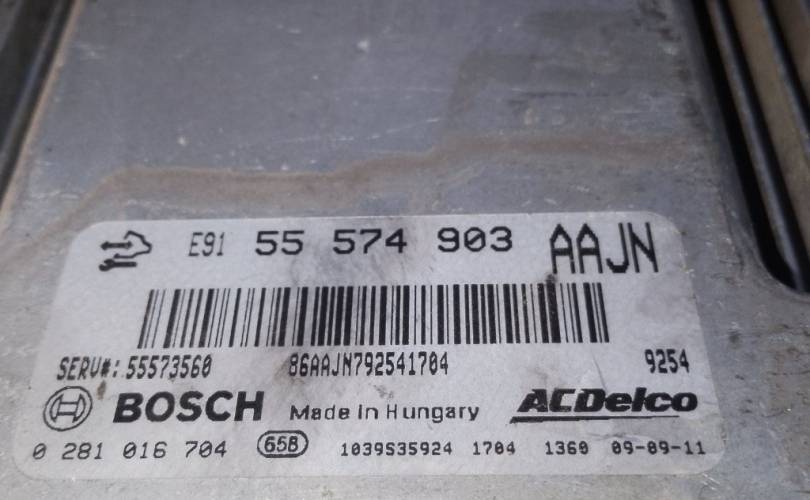 E91 55 574 903 AAJN
SERV#: 55573560 86AAJN792541704 9254
BOSCH Made in Hungary ACDelco
0 281 016 704 65B 1039S35924 1704 1360 09-09-11